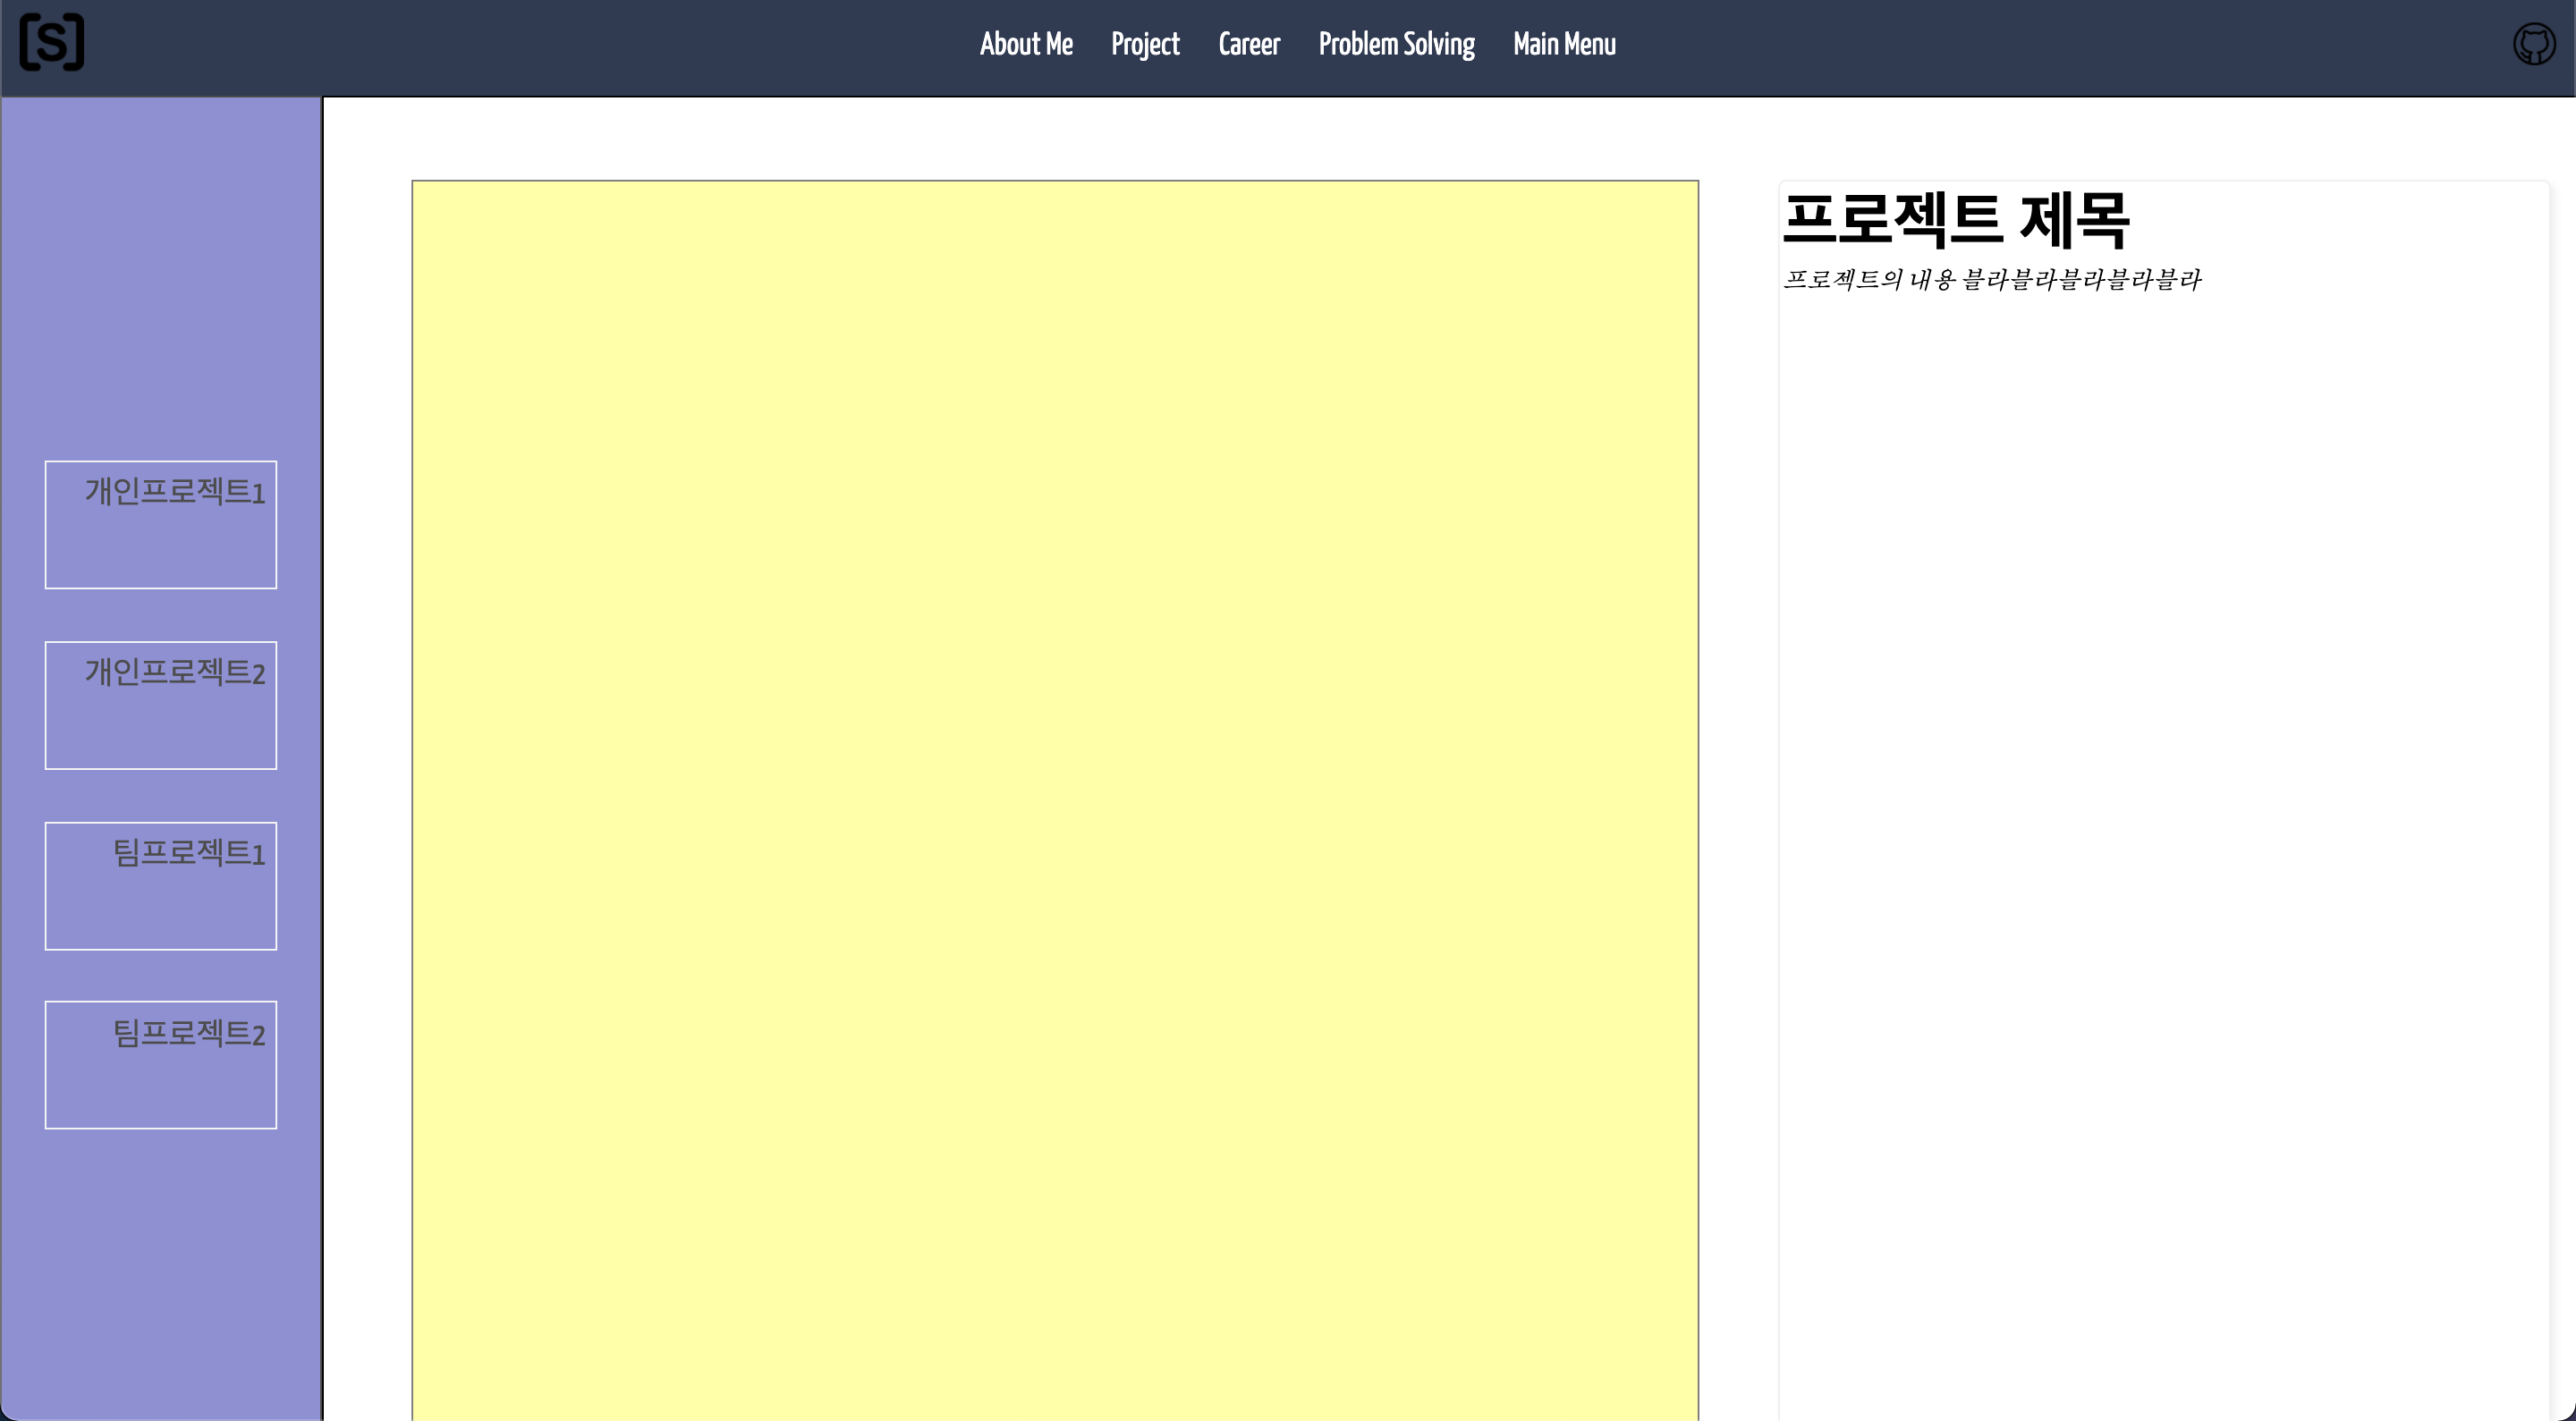 [S]
About Me Project Career Problem Solving Main Menu
프로젝트 제목
프로젝트의 내용 블라블라블라블라블라
개인프로젝트1
개인프로젝트2
팀프로젝트1
팀프로젝트2